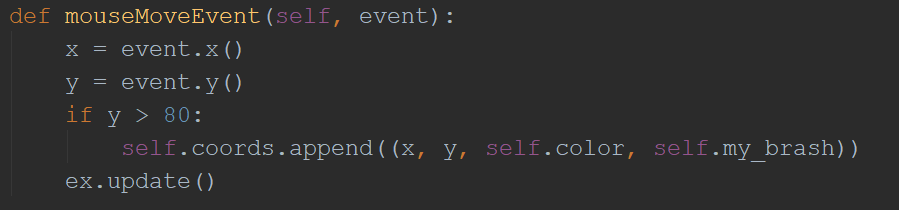 def mouseMoveEvent(self, event):
    x = event.x()
    y = event.y()
    if y > 80:
        self.coords.append((x, y, self.color, self.my_brash))
    ex.update()